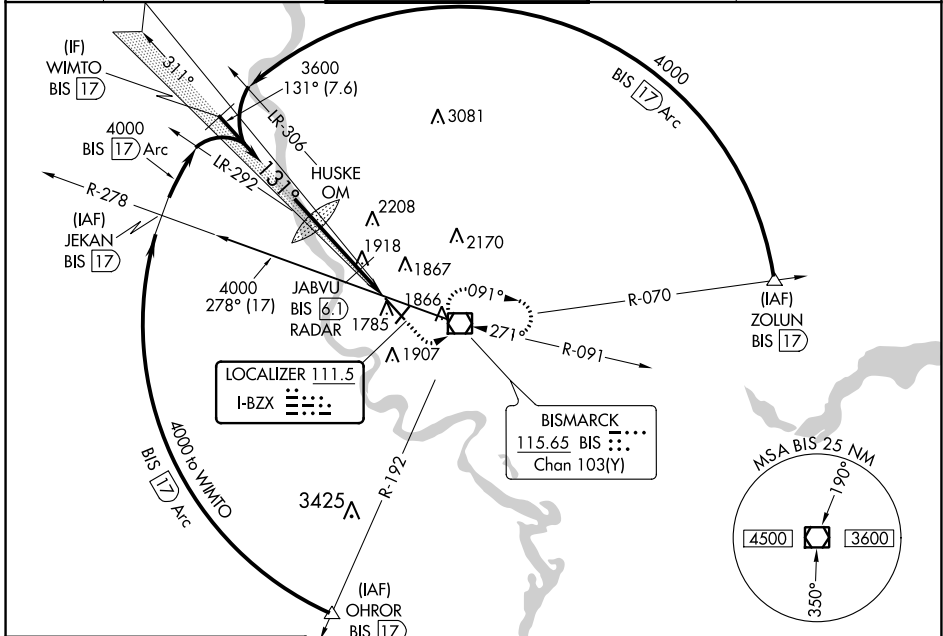 (IF)
WIMTO
BIS 17
311°
3600
131° (7.6)
4000
BIS 17 Arc
3081
4000
BIS 17 Arc
LR-306
LR-292
131°
HUSKE
OM
R-278
(IAF)
JEKAN
BIS 17
2208
1918
2170
1867
4000
278° (17)
JABVU
BIS 6.1
RADAR
1866
1785
1907
091°
271°
R-070
R-091
(IAF)
ZOLUN
BIS 17
LOCALIZER 111.5
I-BZX
BISMARCK
115.65 BIS
Chan 103(Y)
4000 to WIMTO
BIS 17 Arc
R-192
3425
(IAF)
OHROR
BIS 17
MSA BIS 25 NM
190°
4500
3600
350°